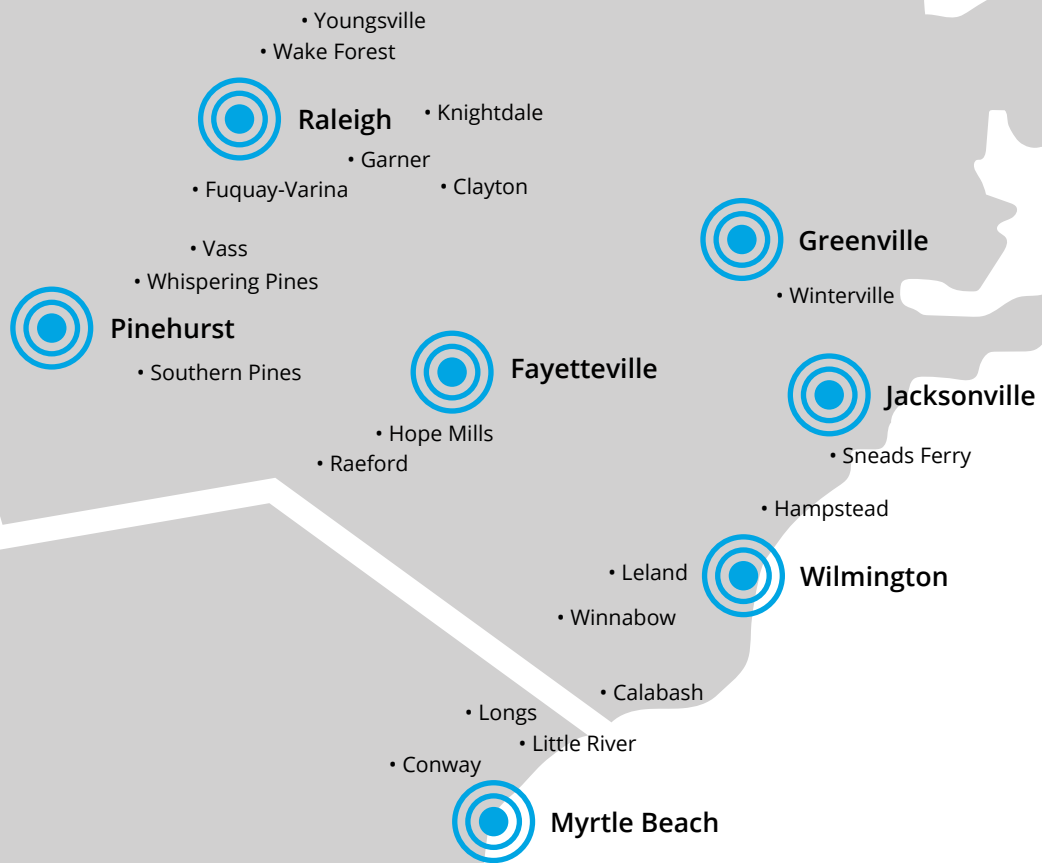 • Youngsville
• Wake Forest
Raleigh
• Knightdale
• Garner
• Fuquay-Varina
• Clayton
• Vass
Greenville
• Whispering Pines
• Winterville
Pinehurst
• Southern Pines
Fayetteville
Jacksonville
• Hope Mills
• Raeford
• Sneads Ferry
• Hampstead
• Leland
Wilmington
• Winnabow
• Calabash
• Longs
• Little River
• Conway
Myrtle Beach